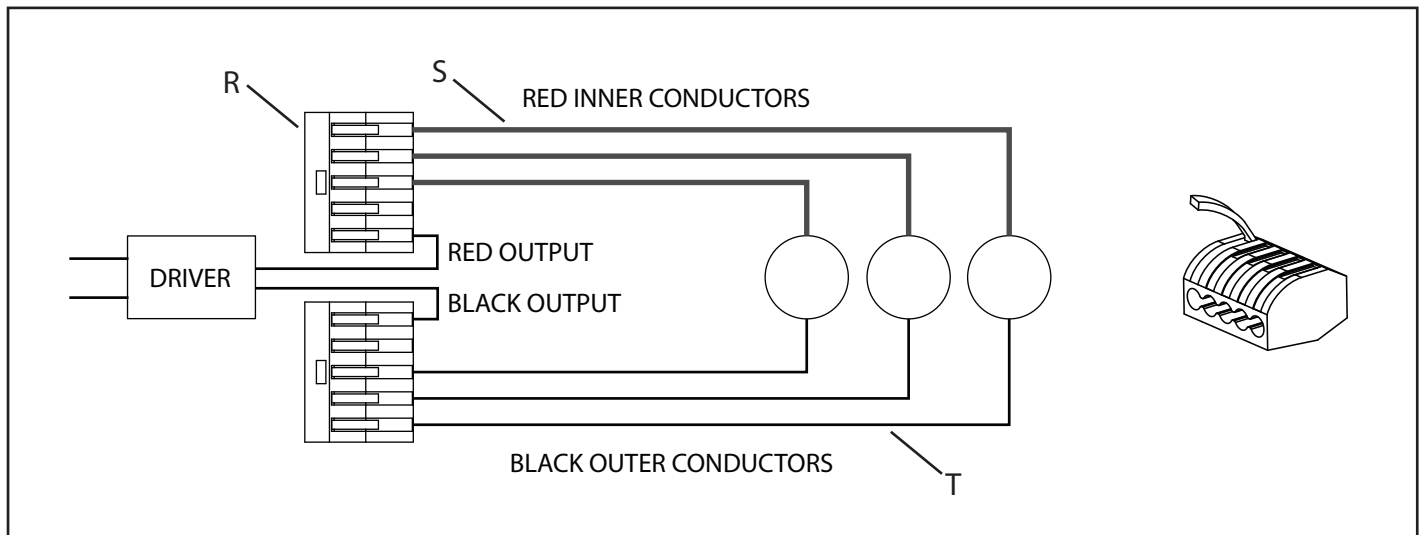 R
S
RED INNER CONDUCTORS
RED OUTPUT
DRIVER
BLACK OUTPUT
BLACK OUTER CONDUCTORS
T